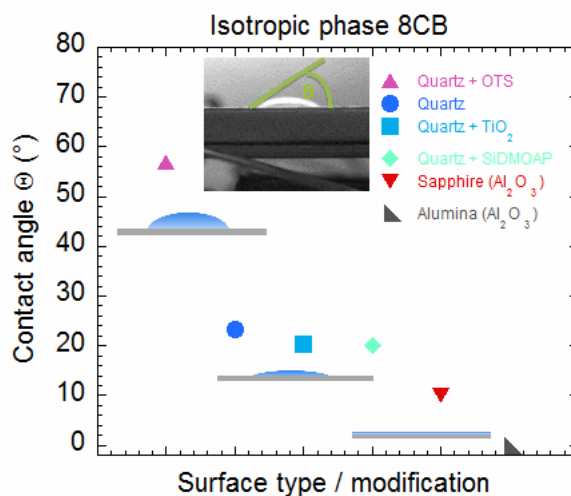 Isotropic phase 8CB
Contact angle Θ (°)
80
70
60
50
40
30
20
10
0
Θ
Quartz + OTS
Quartz
Quartz + TiO₂
Quartz + SiDMOAP
Sapphire (Al₂O₃)
Alumina (Al₂O₃)
Surface type / modification